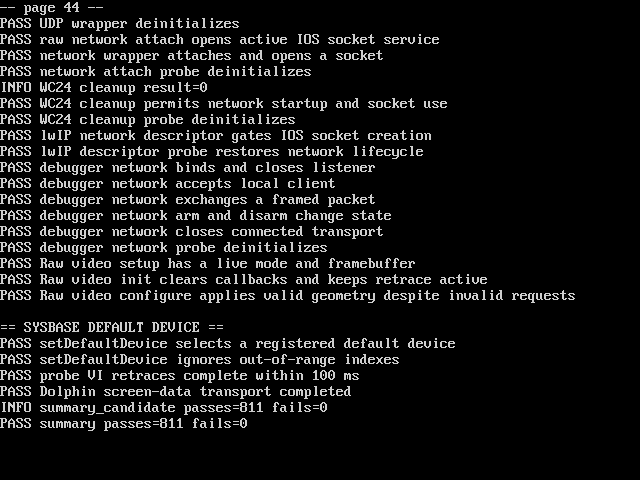 -- page 44 --
PASS UDP wrapper deinitializes
PASS raw network attach opens active IOS socket service
PASS network wrapper attaches and opens a socket
PASS network attach probe deinitializes
INFO WC24 cleanup result=0
PASS WC24 cleanup permits network startup and socket use
PASS WC24 cleanup probe deinitializes
PASS lwIP network descriptor gates IOS socket creation
PASS lwIP descriptor probe restores network lifecycle
PASS debugger network binds and closes listener
PASS debugger network accepts local client
PASS debugger network exchanges a framed packet
PASS debugger network arm and disarm change state
PASS debugger network closes connected transport
PASS debugger network probe deinitializes
PASS Raw video setup has a live mode and framebuffer
PASS Raw video init clears callbacks and keeps retrace active
PASS Raw video configure applies valid geometry despite invalid requests

== SYSBASE DEFAULT DEVICE ==
PASS setDefaultDevice selects a registered default device
PASS setDefaultDevice ignores out-of-range indexes
PASS probe VI retraces complete within 100 ms
PASS Dolphin screen-data transport completed
INFO summary_candidate passes=811 fails=0
PASS summary passes=811 fails=0